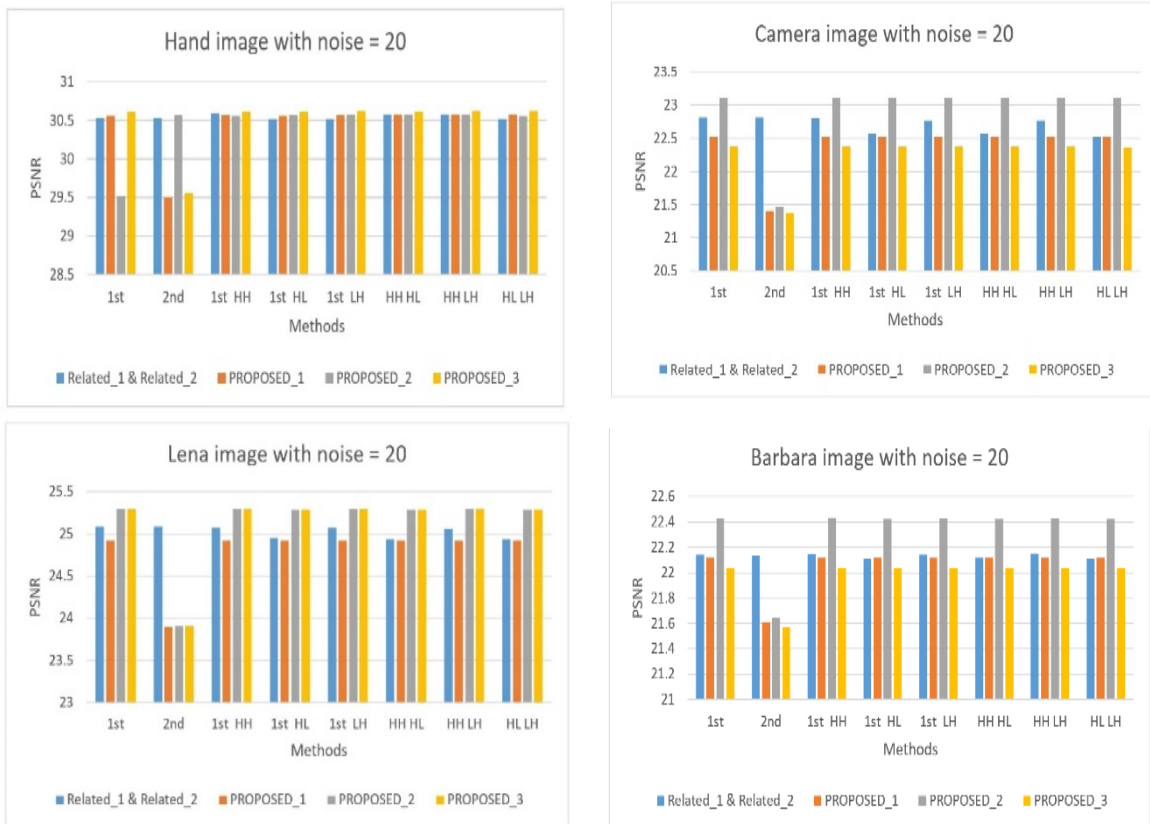 Hand image with noise = 20
31
30.5
30
29.5
29
28.5
PSNR
1st 2nd 1st HH 1st HL 1st LH HH HL HH LH HL LH
Methods
Related_1 & Related_2 PROPOSED_1 PROPOSED_2 PROPOSED_3
Camera image with noise = 20
23.5
23
22.5
22
21.5
21
20.5
PSNR
1st 2nd 1st HH 1st HL 1st LH HH HL HH LH HL LH
Methods
Related_1 & Related_2 PROPOSED_1 PROPOSED_2 PROPOSED_3
Lena image with noise = 20
25.5
25
24.5
24
23.5
23
PSNR
1st 2nd 1st HH 1st HL 1st LH HH HL HH LH HL LH
Methods
Related_1 & Related_2 PROPOSED_1 PROPOSED_2 PROPOSED_3
Barbara image with noise = 20
22.6
22.4
22.2
22
21.8
21.6
21.4
21.2
21
PSNR
1st 2nd 1st HH 1st HL 1st LH HH HL HH LH HL LH
Methods
Related_1 & Related_2 PROPOSED_1 PROPOSED_2 PROPOSED_3